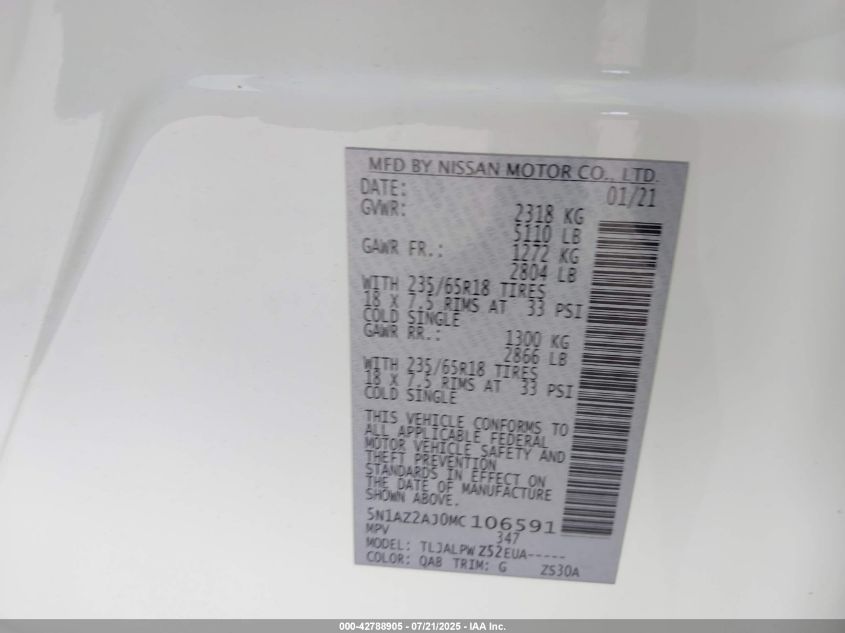 MFD BY NISSAN MOTOR CO., LTD.
DATE: 01/21
GVWR: 2318 KG
5110 LB
GAWR FR.: 1272 KG
2804 LB
WITH 235/65R18 TIRES
18 X 7.5 RIMS AT 33 PSI
COLD SINGLE
GAWR RR.: 1300 KG
2866 LB
WITH 235/65R18 TIRES
18 X 7.5 RIMS AT 33 PSI
COLD SINGLE
THIS VEHICLE CONFORMS TO
ALL APPLICABLE FEDERAL
MOTOR VEHICLE SAFETY AND
THEFT PREVENTION
STANDARDS IN EFFECT ON
THE DATE OF MANUFACTURE
SHOWN ABOVE.
5N1AZ2AJ0MC106591
MPV 347
MODEL: TLJALPWZ52EUA-----
COLOR: QAB TRIM: G ZS30A
000-42788905 - 07/21/2025 - IAA Inc.